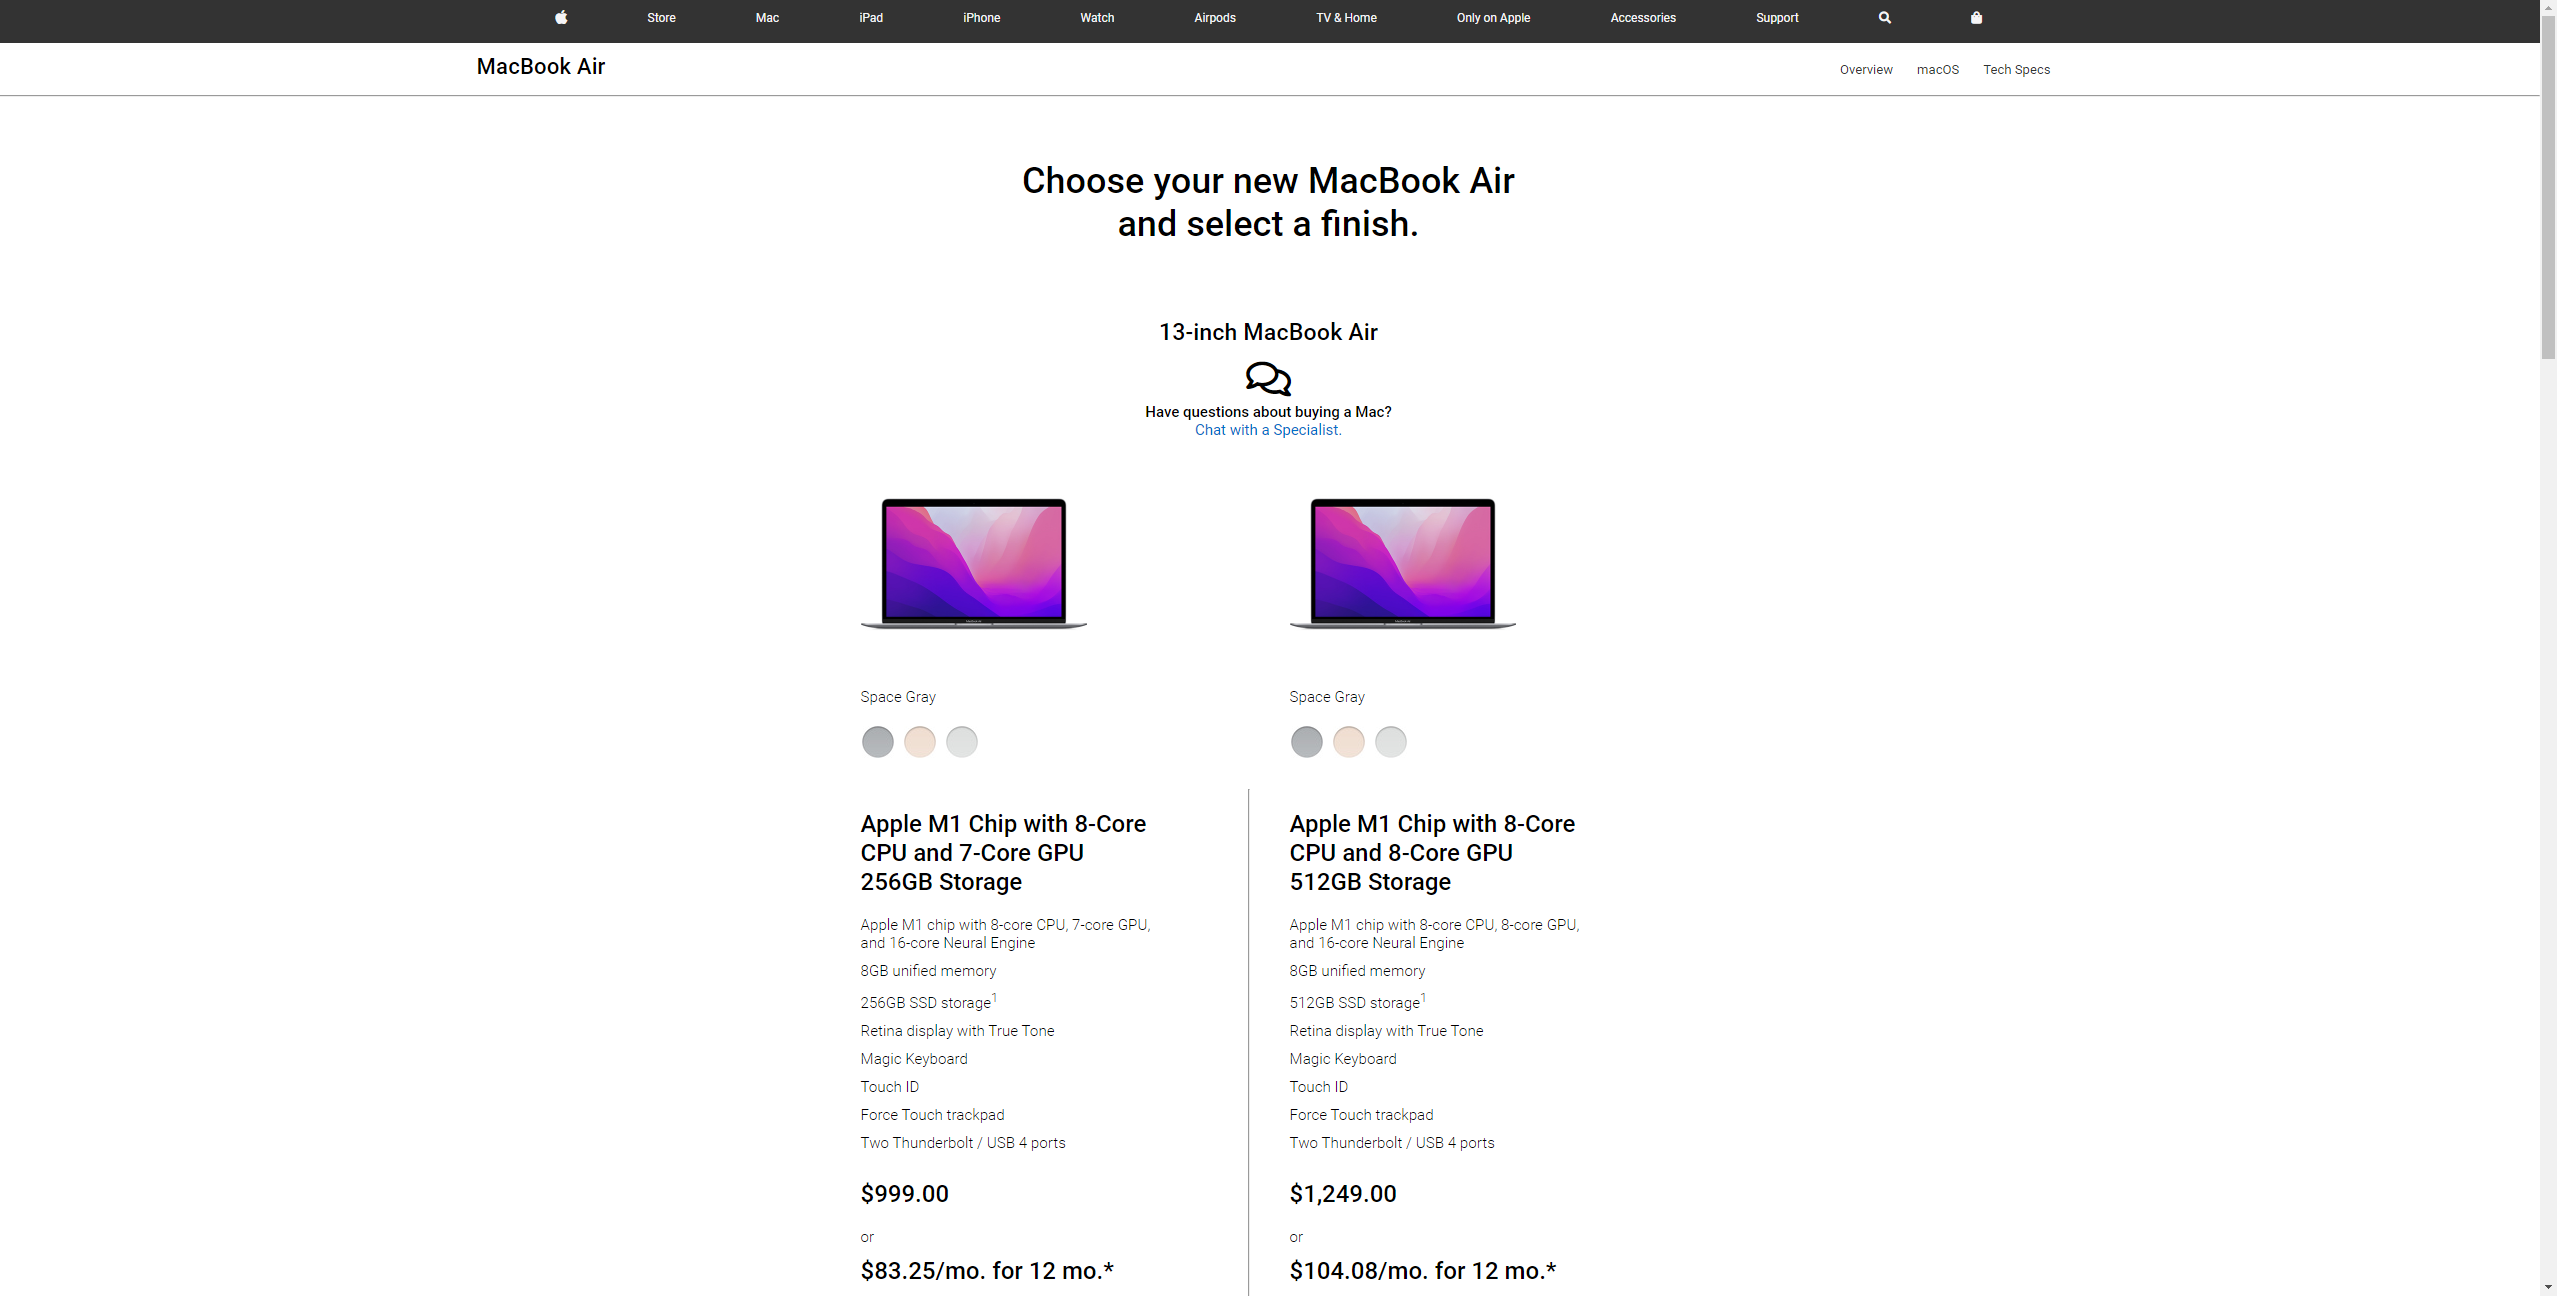 Store Mac iPad iPhone Watch Airpods TV & Home Only on Apple Accessories Support
MacBook Air
Overview macOS Tech Specs
Choose your new MacBook Air
and select a finish.
13-inch MacBook Air
Have questions about buying a Mac?
Chat with a Specialist.
Space Gray
Apple M1 Chip with 8-Core
CPU and 7-Core GPU
256GB Storage
Apple M1 chip with 8-core CPU, 7-core GPU,
and 16-core Neural Engine
8GB unified memory
256GB SSD storage1
Retina display with True Tone
Magic Keyboard
Touch ID
Force Touch trackpad
Two Thunderbolt / USB 4 ports
$999.00
or
$83.25/mo. for 12 mo.*
Space Gray
Apple M1 Chip with 8-Core
CPU and 8-Core GPU
512GB Storage
Apple M1 chip with 8-core CPU, 8-core GPU,
and 16-core Neural Engine
8GB unified memory
512GB SSD storage1
Retina display with True Tone
Magic Keyboard
Touch ID
Force Touch trackpad
Two Thunderbolt / USB 4 ports
$1,249.00
or
$104.08/mo. for 12 mo.*